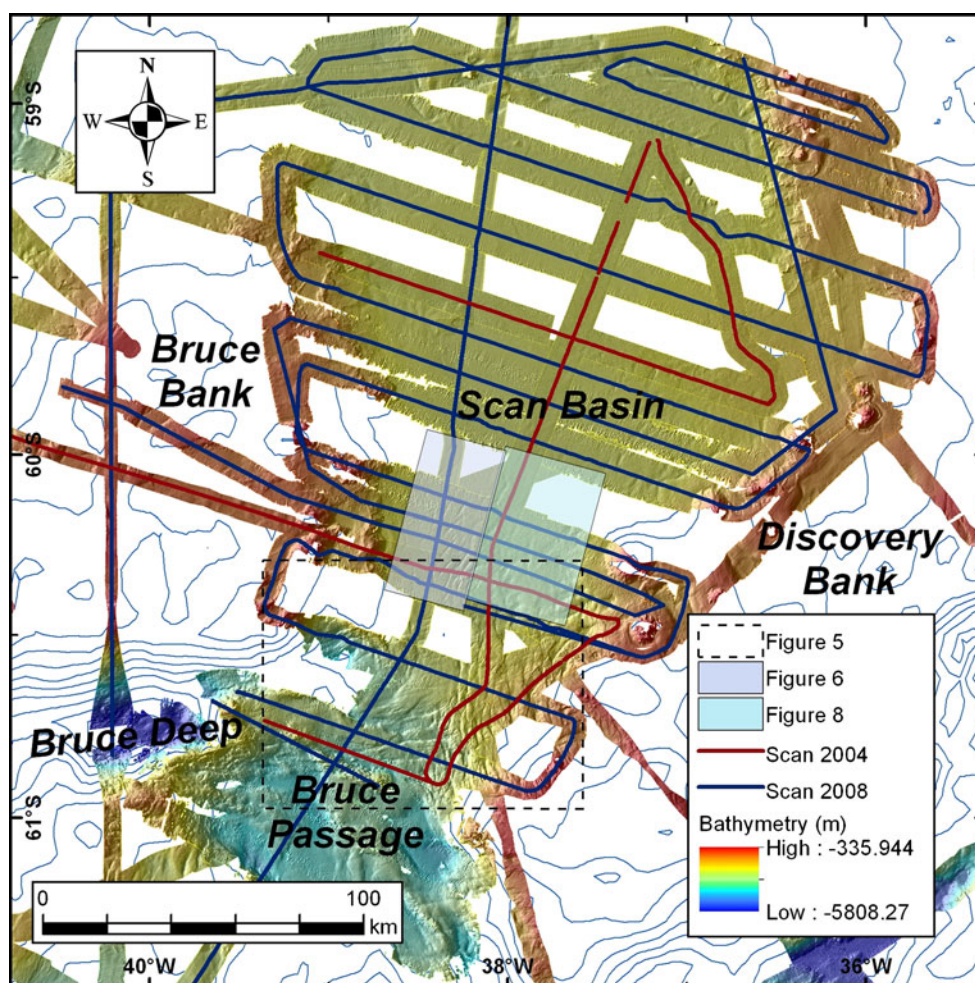 N
W E
S
59°S
Bruce
Bank
Scan Basin
60°S
Discovery
Bank
Figure 5
Figure 6
Figure 8
Scan 2004
Scan 2008
Bathymetry (m)
High : -335.944
Low : -5808.27
Bruce Deep
Bruce
Passage
61°S
0 100
km
40°W 38°W 36°W